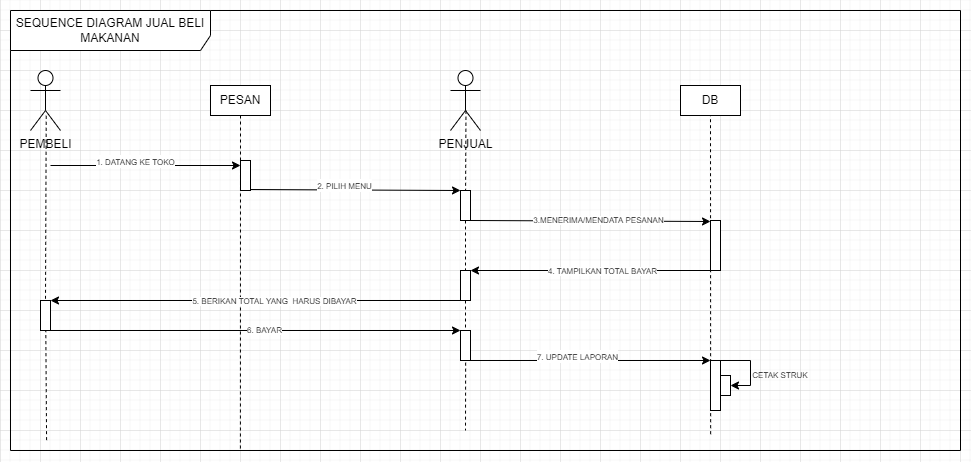 SEQUENCE DIAGRAM JUAL BELI
MAKANAN
PEMBELI
PESAN
PENJUAL
DB
1. DATANG KE TOKO
2. PILIH MENU
3.MENERIMA/MENDATA PESANAN
4. TAMPILKAN TOTAL BAYAR
5. BERIKAN TOTAL YANG HARUS DIBAYAR
6. BAYAR
7. UPDATE LAPORAN
CETAK STRUK